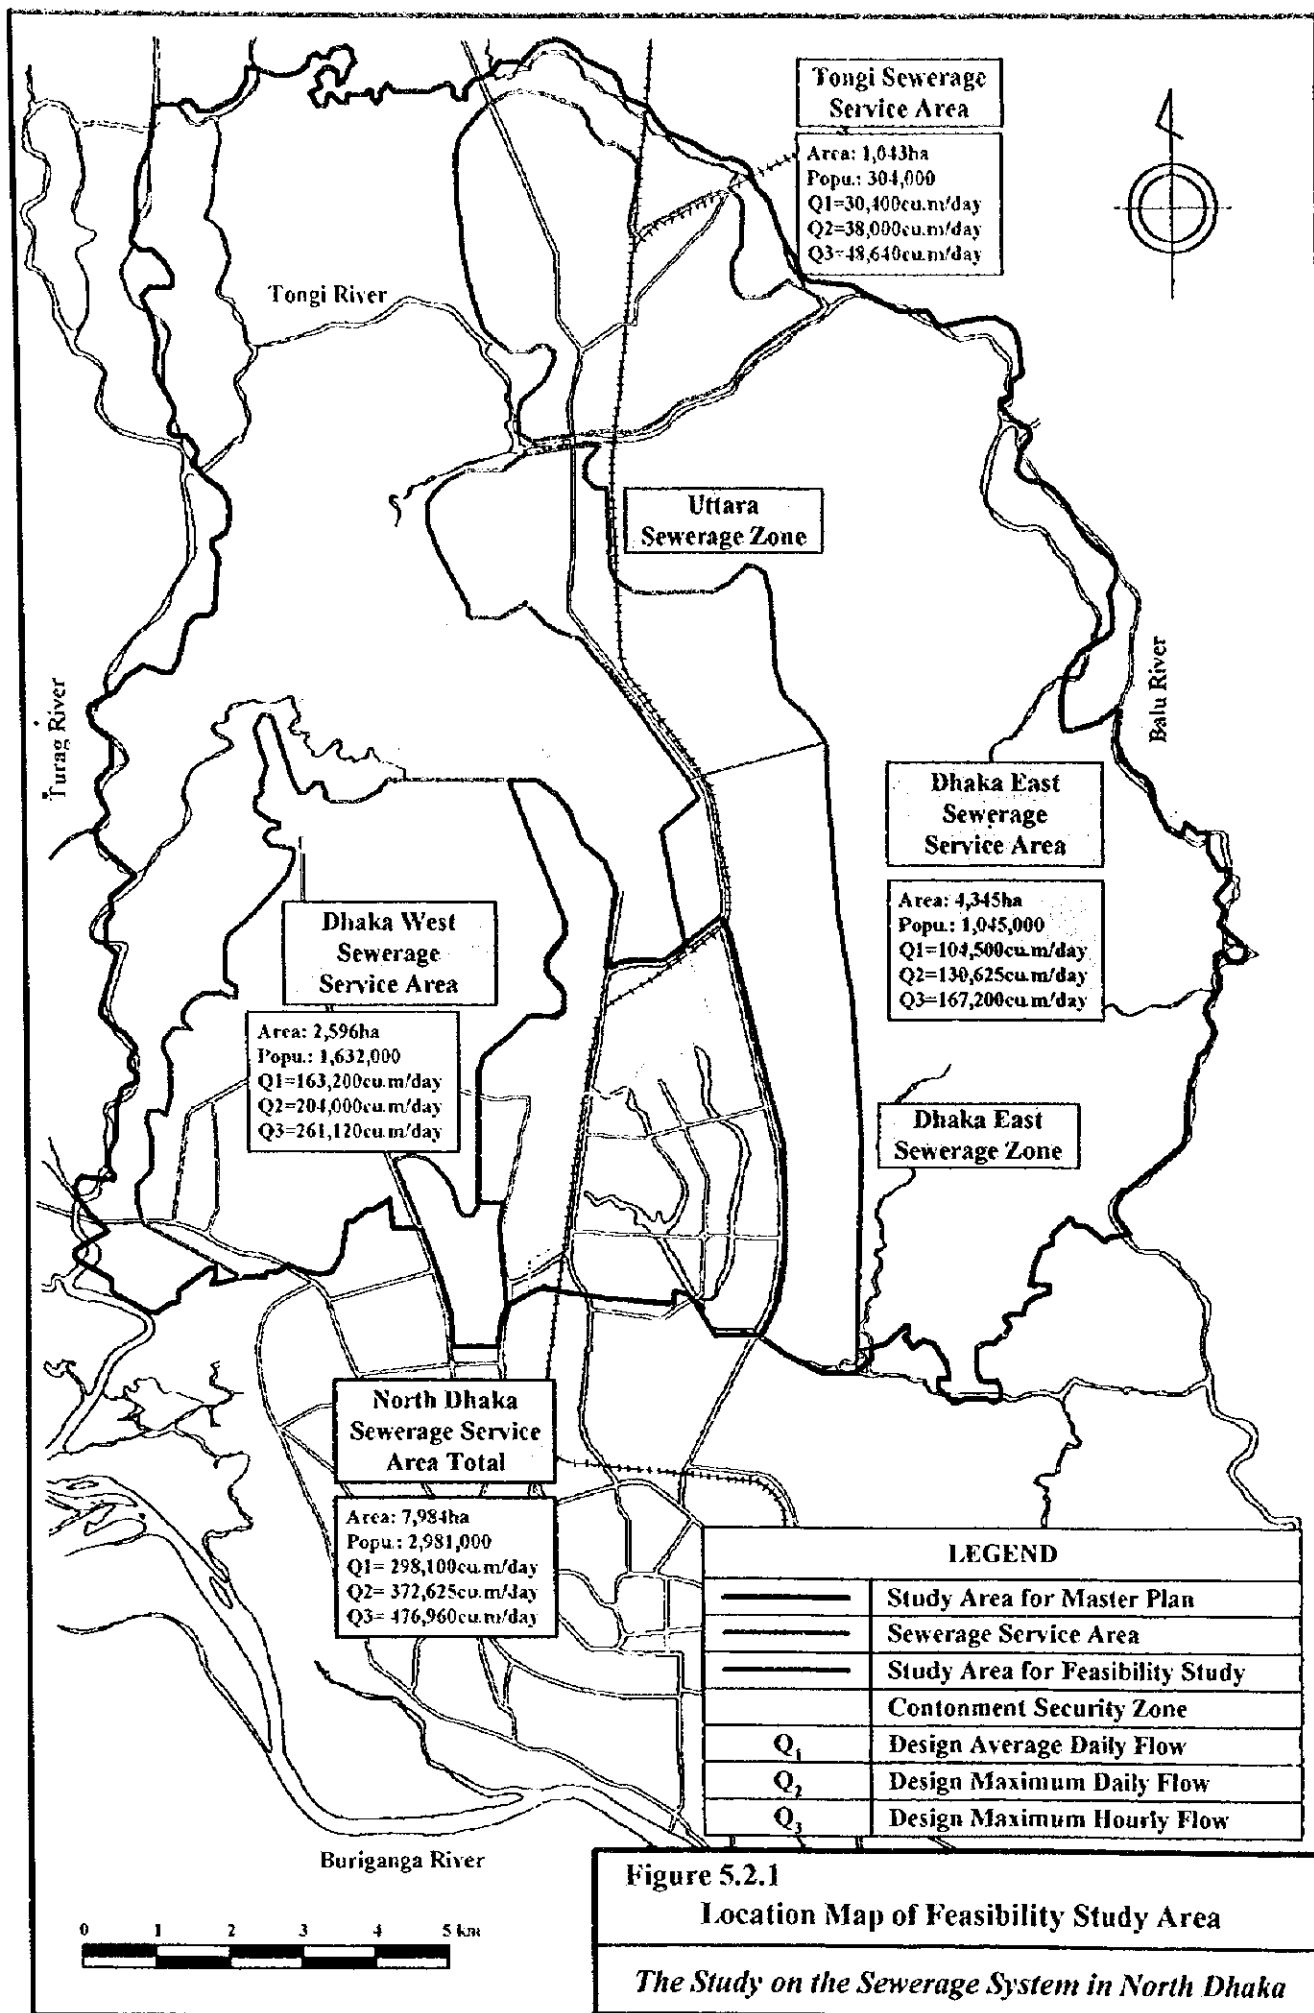 Tongi Sewerage
Service Area
Area: 1,043ha
Popu.: 304,000
Q1=30,400cu.m/day
Q2=38,000cu.m/day
Q3=48,640cu.m/day
Tongi River
Uttara
Sewerage Zone
Turag River
Balu River
Dhaka East
Sewerage
Service Area
Area: 4,345ha
Popu.: 1,045,000
Q1=104,500cu.m/day
Q2=130,625cu.m/day
Q3=167,200cu.m/day
Dhaka West
Sewerage
Service Area
Area: 2,596ha
Popu.: 1,632,000
Q1=163,200cu.m/day
Q2=204,000cu.m/day
Q3=261,120cu.m/day
Dhaka East
Sewerage Zone
North Dhaka
Sewerage Service
Area Total
Area: 7,984ha
Popu.: 2,981,000
Q1= 298,100cu.m/day
Q2= 372,625cu.m/day
Q3= 476,960cu.m/day
LEGEND
Study Area for Master Plan
Sewerage Service Area
Study Area for Feasibility Study
Contonment Security Zone
Q1 Design Average Daily Flow
Q2 Design Maximum Daily Flow
Q3 Design Maximum Hourly Flow
Buriganga River
0 1 2 3 4 5 km
Figure 5.2.1
Location Map of Feasibility Study Area
The Study on the Sewerage System in North Dhaka